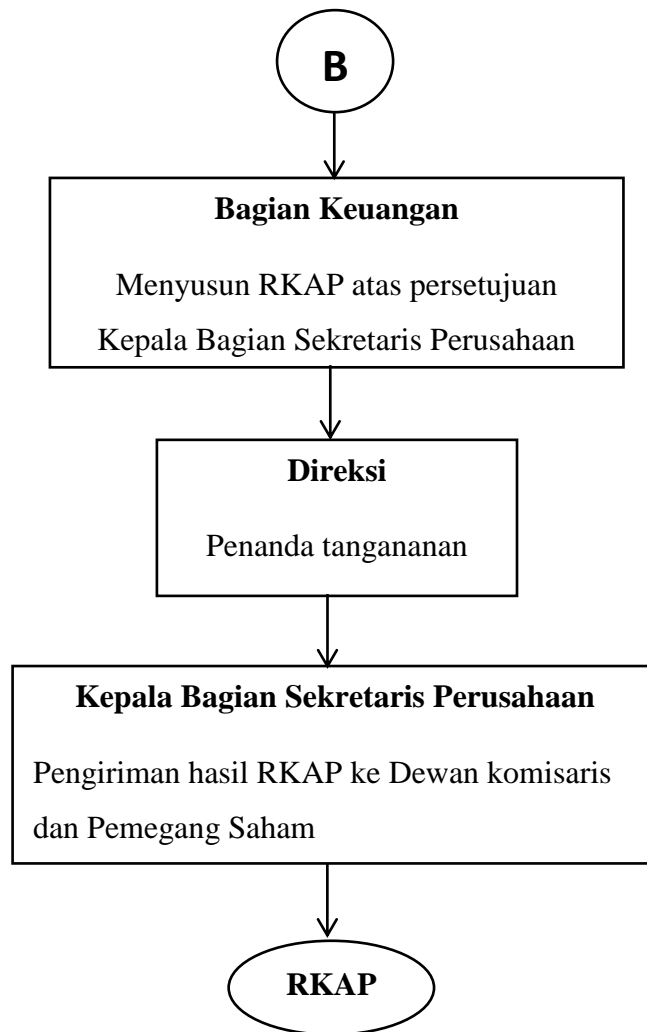 B
Bagian Keuangan
Menyusun RKAP atas persetujuan
Kepala Bagian Sekretaris Perusahaan
Direksi
Penanda tangananan
Kepala Bagian Sekretaris Perusahaan
Pengiriman hasil RKAP ke Dewan komisaris
dan Pemegang Saham
RKAP